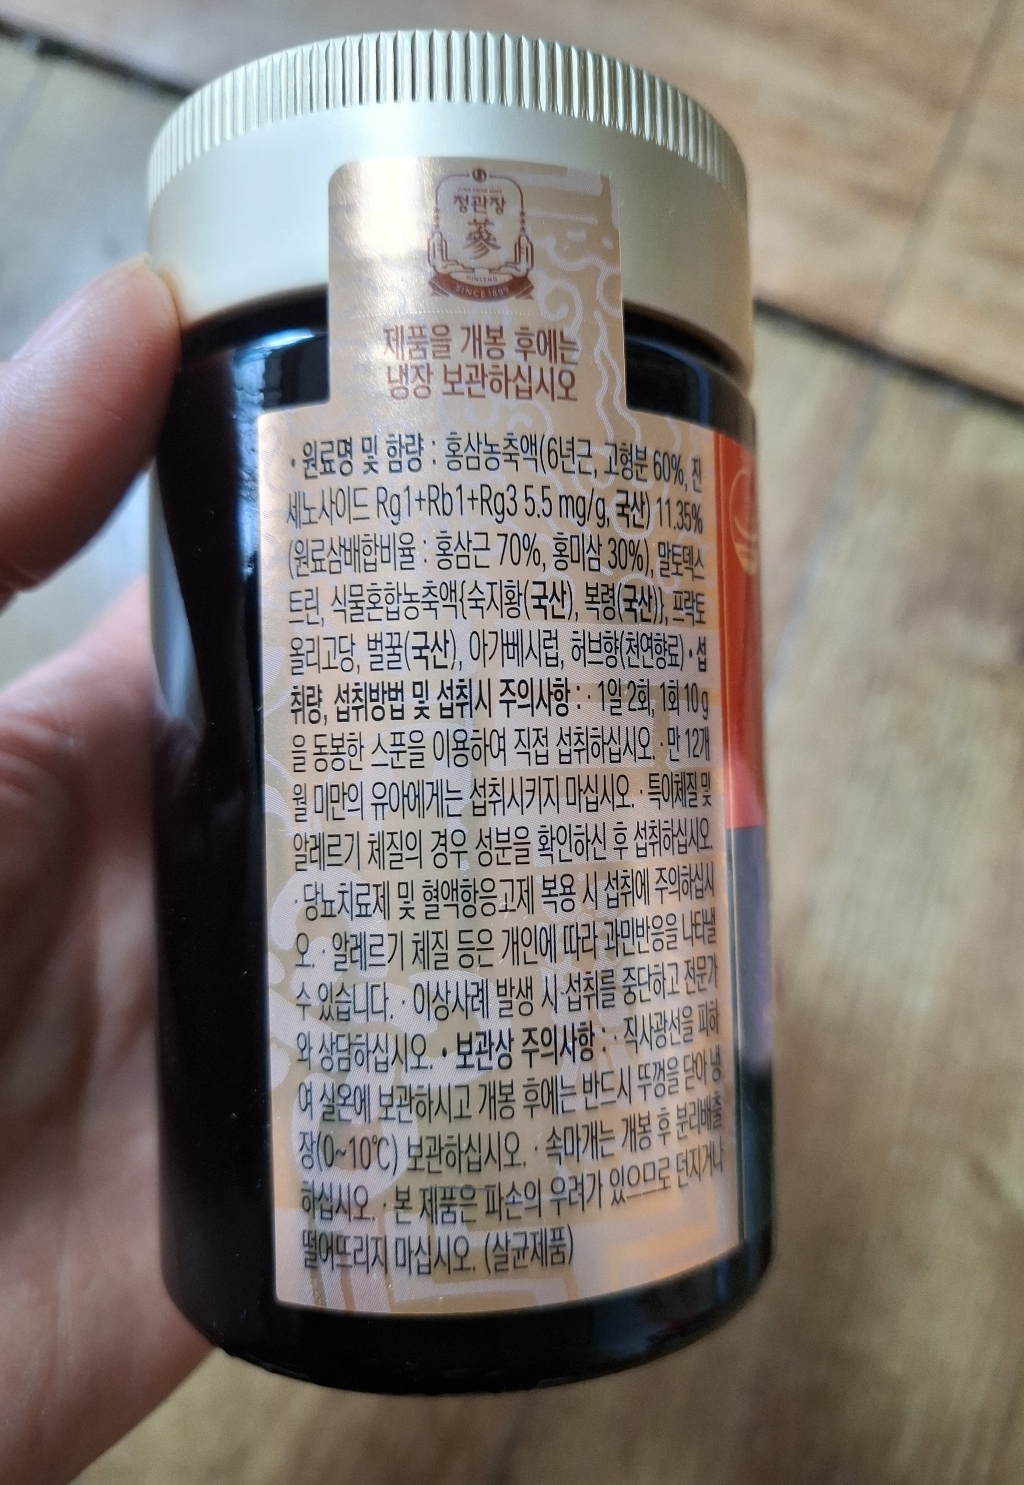 정관장
蔘
GINSENG
SINCE 1899
제품을 개봉 후에는
냉장 보관하십시오
· 원료명 및 함량 : 홍삼농축액(6년근, 고형분 60%, 진
세노사이드 Rg1+Rb1+Rg3 5.5 mg/g, 국산) 11.35%
(원료삼배합비율 : 홍삼근 70%, 홍미삼 30%), 말토덱스
트린, 식물혼합농축액{숙지황(국산), 복령(국산)}, 프락토
올리고당, 벌꿀(국산), 아가베시럽, 허브향(천연향료) • 섭
취량, 섭취방법 및 섭취시 주의사항 : · 1일 2회, 1회 10 g
을 동봉한 스푼을 이용하여 직접 섭취하십시오. · 만 12개
월 미만의 유아에게는 섭취시키지 마십시오. · 특이체질 및
알레르기 체질의 경우 성분을 확인하신 후 섭취하십시오.
· 당뇨치료제 및 혈액항응고제 복용 시 섭취에 주의하십시
오. · 알레르기 체질 등은 개인에 따라 과민반응을 나타낼
수 있습니다. · 이상사례 발생 시 섭취를 중단하고 전문가
와 상담하십시오. • 보관상 주의사항 : · 직사광선을 피하
여 실온에 보관하시고 개봉 후에는 반드시 뚜껑을 닫아 냉
장(0~10℃) 보관하십시오. · 속마개는 개봉 후 분리배출
하십시오. · 본 제품은 파손의 우려가 있으므로 던지거나
떨어뜨리지 마십시오. (살균제품)